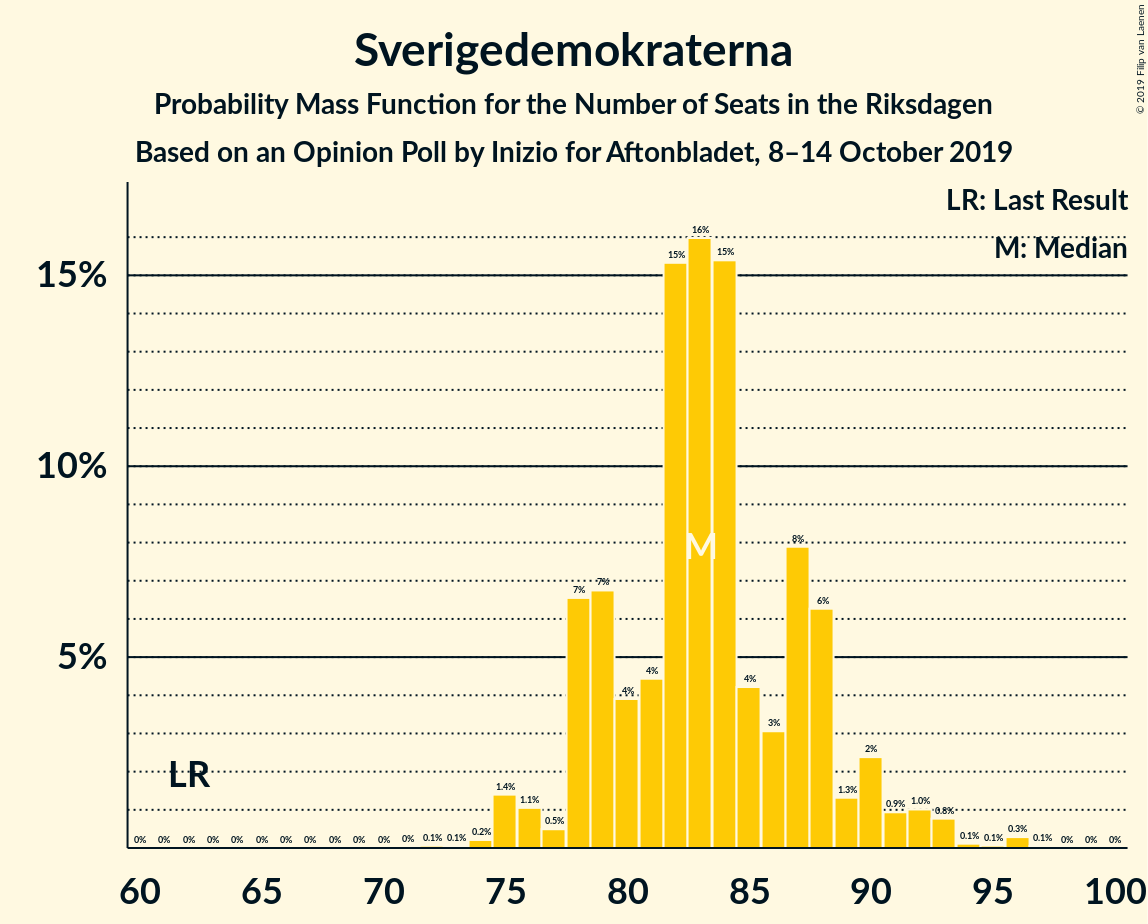 Sverigedemokraterna
Probability Mass Function for the Number of Seats in the Riksdagen
Based on an Opinion Poll by Inizio for Aftonbladet, 8–14 October 2019
© 2019 Filip van Laenen
LR: Last Result
M: Median
15%
10%
5%
0% 0% 0% 0% 0% 0% 0% 0% 0% 0% 0% 0% 0.1% 0.1% 0.2% 1.4% 1.1% 0.5% 7% 7% 4% 4% 15% 16% 15% 4% 3% 8% 6% 1.3% 2% 0.9% 1.0% 0.8% 0.1% 0.1% 0.3% 0.1% 0% 0% 0%
LR
M
60 65 70 75 80 85 90 95 100